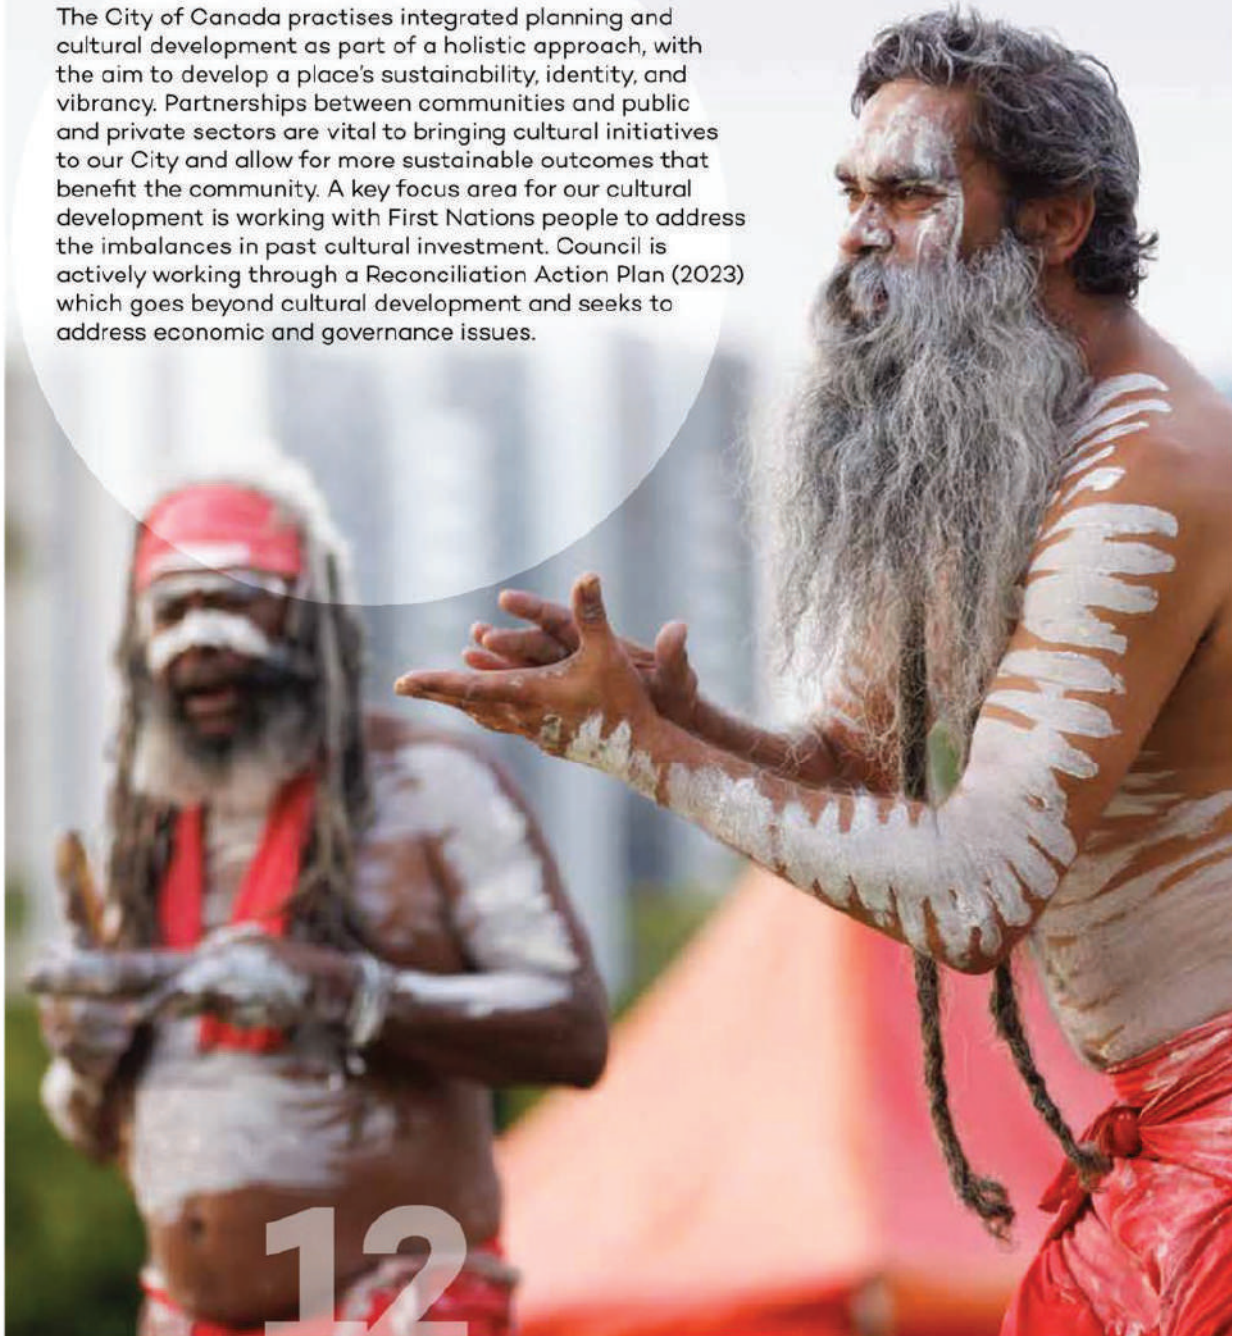 The City of Canada practises integrated planning and
cultural development as part of a holistic approach, with
the aim to develop a place's sustainability, identity, and
vibrancy. Partnerships between communities and public
and private sectors are vital to bringing cultural initiatives
to our City and allow for more sustainable outcomes that
benefit the community. A key focus area for our cultural
development is working with First Nations people to address
the imbalances in past cultural investment. Council is
actively working through a Reconciliation Action Plan (2023)
which goes beyond cultural development and seeks to
address economic and governance issues.
12